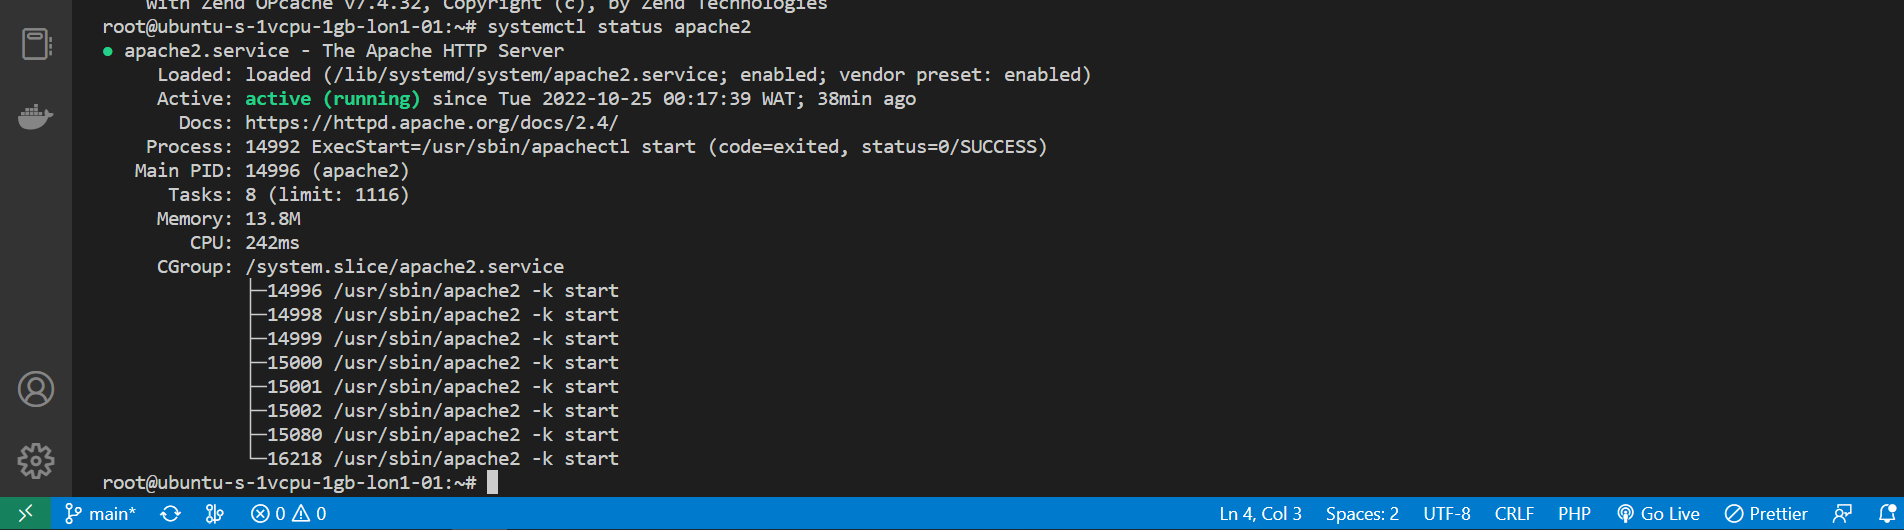 with Zend OPcache v7.4.32, Copyright (c), by Zend Technologies
root@ubuntu-s-1vcpu-1gb-lon1-01:~# systemctl status apache2
● apache2.service - The Apache HTTP Server
Loaded: loaded (/lib/systemd/system/apache2.service; enabled; vendor preset: enabled)
Active: active (running) since Tue 2022-10-25 00:17:39 WAT; 38min ago
Docs: https://httpd.apache.org/docs/2.4/
Process: 14992 ExecStart=/usr/sbin/apachectl start (code=exited, status=0/SUCCESS)
Main PID: 14996 (apache2)
Tasks: 8 (limit: 1116)
Memory: 13.8M
CPU: 242ms
CGroup: /system.slice/apache2.service
├─14996 /usr/sbin/apache2 -k start
├─14998 /usr/sbin/apache2 -k start
├─14999 /usr/sbin/apache2 -k start
├─15000 /usr/sbin/apache2 -k start
├─15001 /usr/sbin/apache2 -k start
├─15002 /usr/sbin/apache2 -k start
├─15080 /usr/sbin/apache2 -k start
└─16218 /usr/sbin/apache2 -k start
root@ubuntu-s-1vcpu-1gb-lon1-01:~#
main* 0 0 Ln 4, Col 3 Spaces: 2 UTF-8 CRLF PHP Go Live Prettier